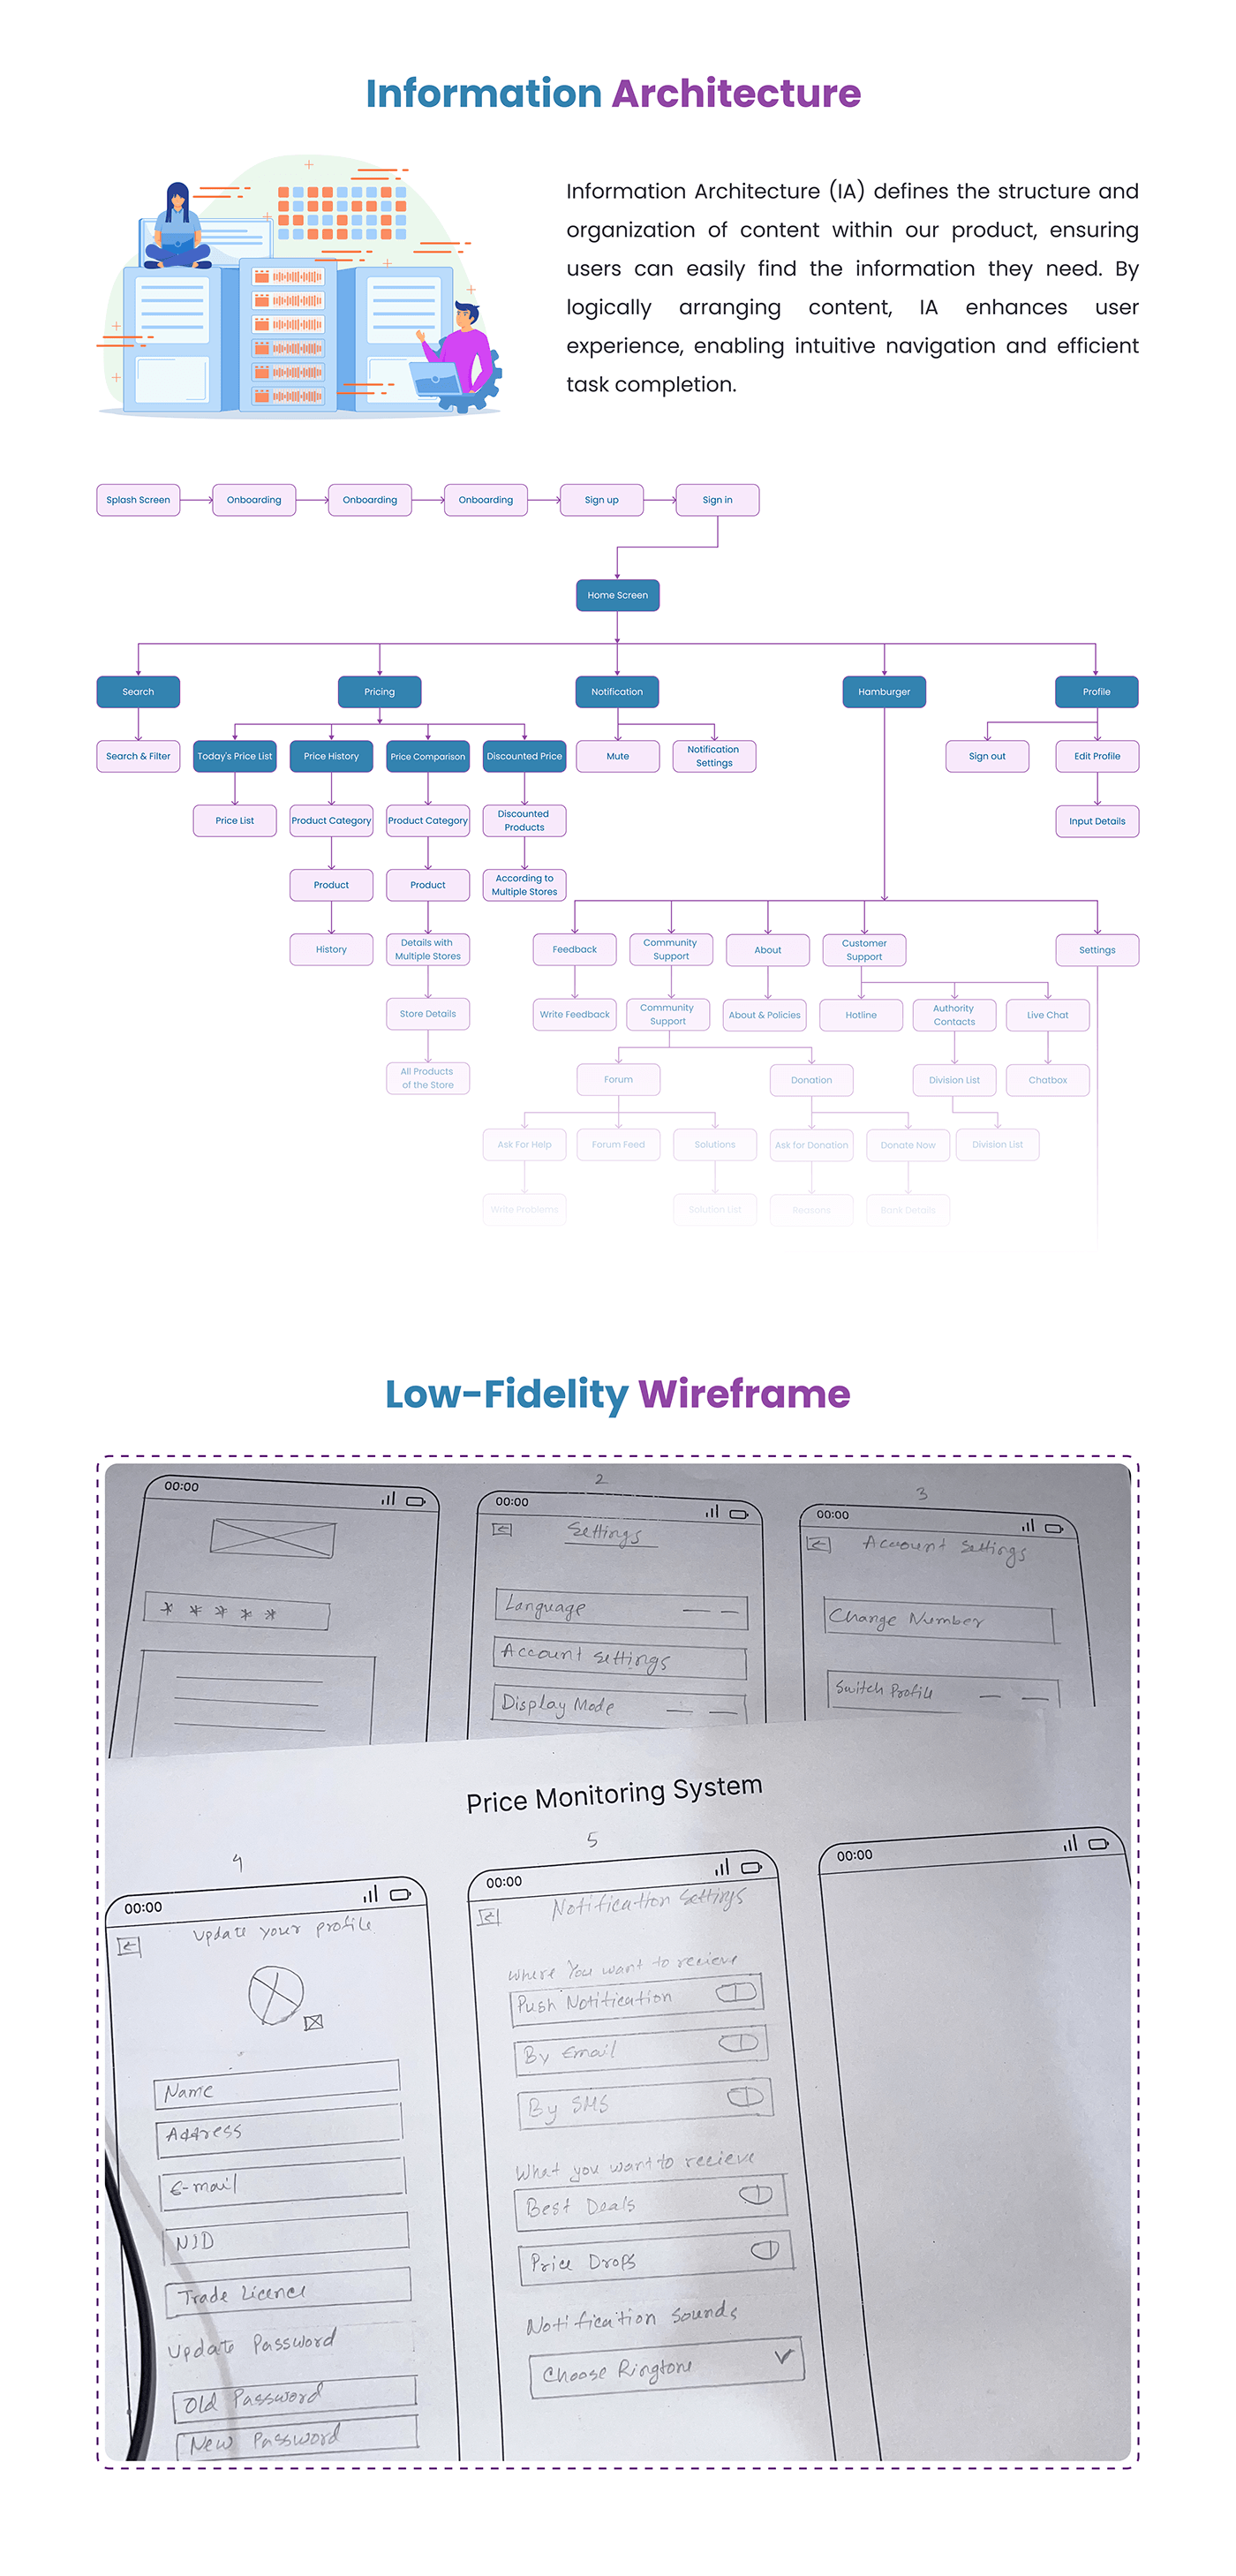 Information Architecture
Information Architecture (IA) defines the structure and
organization of content within our product, ensuring
users can easily find the information they need. By
logically arranging content, IA enhances user
experience, enabling intuitive navigation and efficient
task completion.
Splash Screen
Onboarding
Onboarding
Onboarding
Sign up
Sign in
Home Screen
Search
Pricing
Notification
Hamburger
Profile
Search & Filter
Today's Price List
Price History
Price Comparison
Discounted Price
Mute
Notification
Settings
Sign out
Edit Profile
Price List
Product Category
Product Category
Discounted
Products
Input Details
Product
Product
According to
Multiple Stores
History
Details with
Multiple Stores
Feedback
Community
Support
About
Customer
Support
Settings
Store Details
Write Feedback
Community
Support
About & Policies
Hotline
Authority
Contacts
Live Chat
All Products
of the Store
Forum
Donation
Division List
Chatbox
Ask For Help
Forum Feed
Solutions
Ask for Donation
Donate Now
Division List
Write Problems
Solution List
Reasons
Bank Details
Low-Fidelity Wireframe
00:00
* * * * *
2
00:00
Settings
Language
Account Settings
Display Mode
3
00:00
Account Settings
Change Number
Switch Profile
Price Monitoring System
4
00:00
Update your profile
Name
Address
E-mail
NID
Trade Licence
Update Password
Old Password
New Password
5
00:00
Notification Settings
Where You want to recieve
Push Notification
By Email
By SMS
What you want to recieve
Best Deals
Price Drops
Notification Sounds
Choose Ringtone
00:00